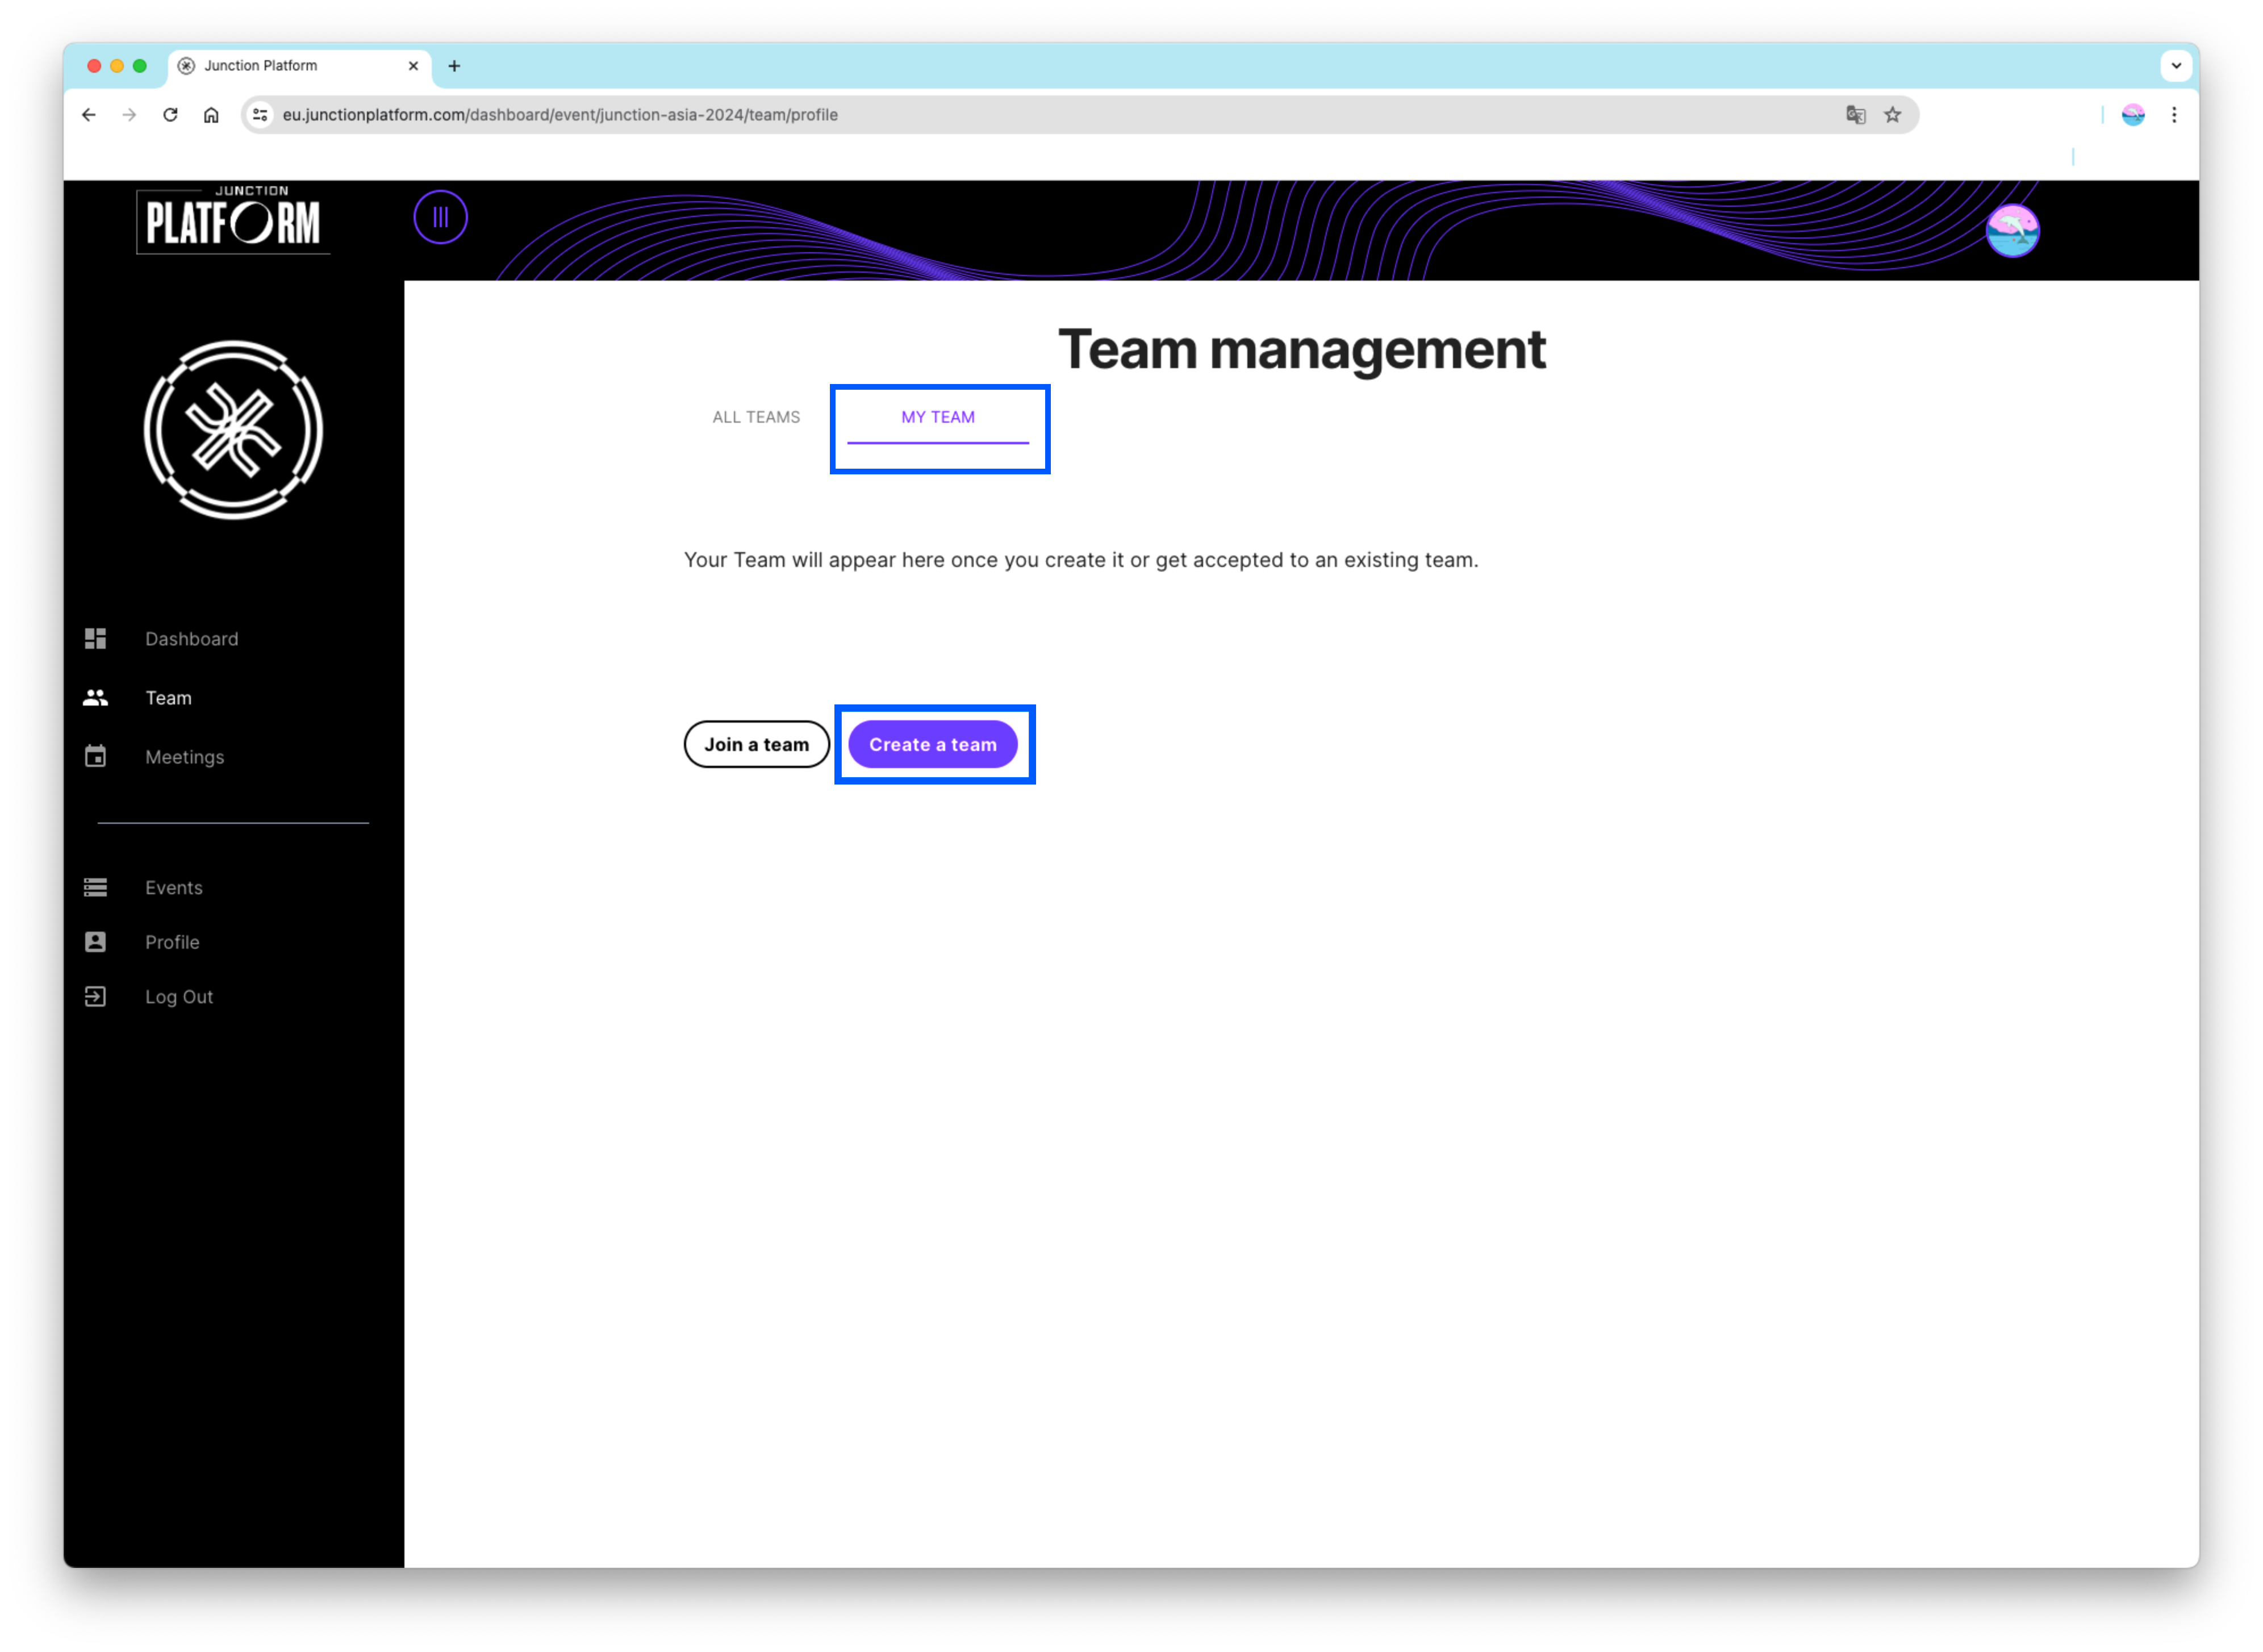 Junction Platform
eu.junctionplatform.com/dashboard/event/junction-asia-2024/team/profile
JUNCTION
PLATFORM
Team management
ALL TEAMS
MY TEAM
Your Team will appear here once you create it or get accepted to an existing team.
Dashboard
Team
Meetings
Join a team
Create a team
Events
Profile
Log Out